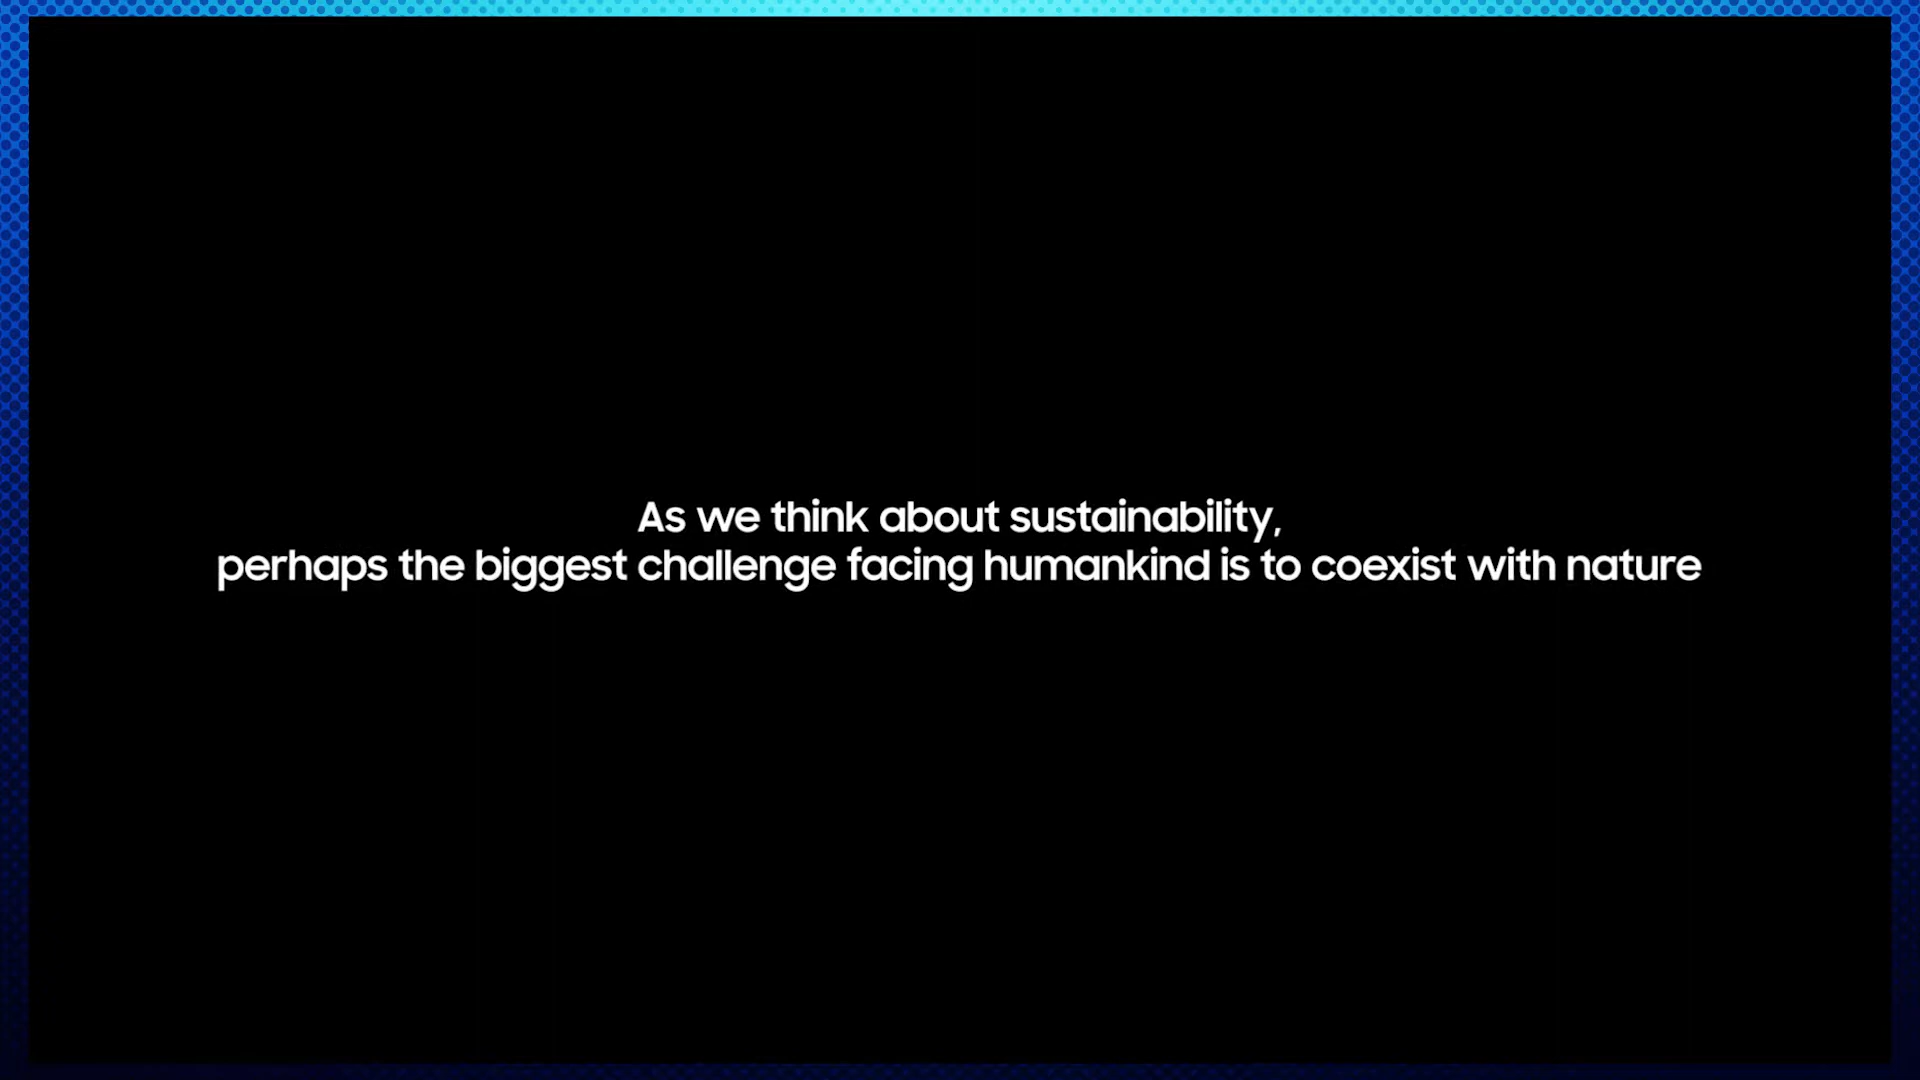 As we think about sustainability,
perhaps the biggest challenge facing humankind is to coexist with nature